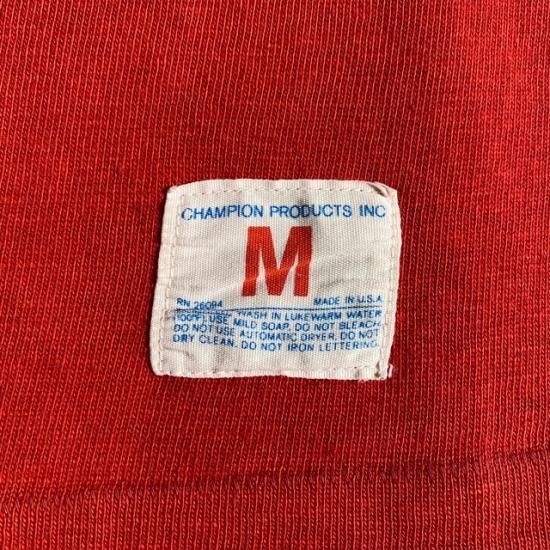 CHAMPION PRODUCTS INC
M
RN 26094 MADE IN U.S.A.
100% WASH IN LUKEWARM WATER
USE MILD SOAP, DO NOT BLEACH
DO NOT USE AUTOMATIC DRYER, DO NOT
DRY CLEAN. DO NOT IRON LETTERING.